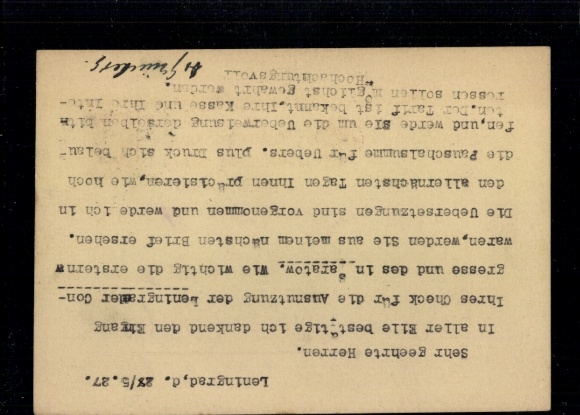 Leningrad,d. 28/5.27.
Sehr geehrte Herren.
In aller Eile bestätige ich dankend den Eingang
Ihres Check für die Ausnutzung der Leningrader Con-
gresse und des in Saratow. Wie wichtig die ersteren
waren,werden Sie aus meinem nächsten Brief ersehen.
Die Uebersetzungen sind vorgenommen und werde ich in
den allernächsten Tagen Ihnen präcisieren,wie hoch
die Pauschalsumme für Uebers. plus Druck sich belau-
fen,und werde Sie um die Ueberweisung derselben bitten
ten.Der Tarif ist bekannt.Ihre Kasse und Ihre Inte-
ressen sollen möglichst gewahrt werden.
Hochachtungsvoll